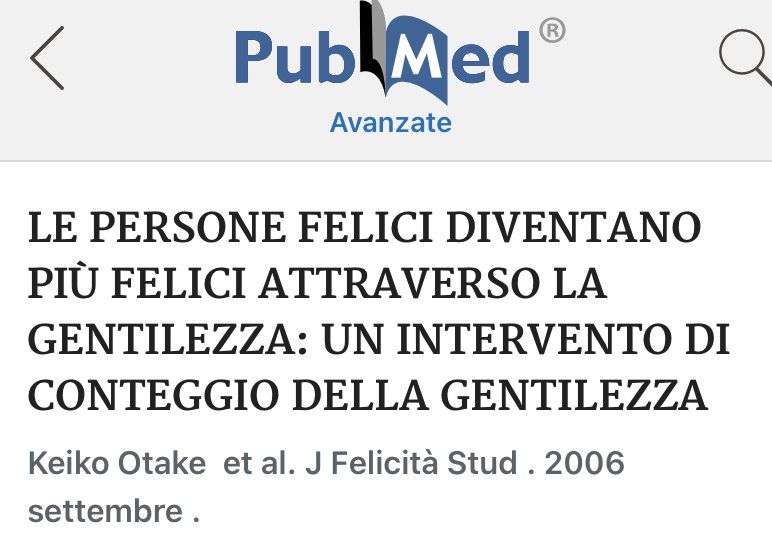 PubMed®
Avanzate
LE PERSONE FELICI DIVENTANO
PIÙ FELICI ATTRAVERSO LA
GENTILEZZA: UN INTERVENTO DI
CONTEGGIO DELLA GENTILEZZA
Keiko Otake et al. J Felicità Stud . 2006
settembre .